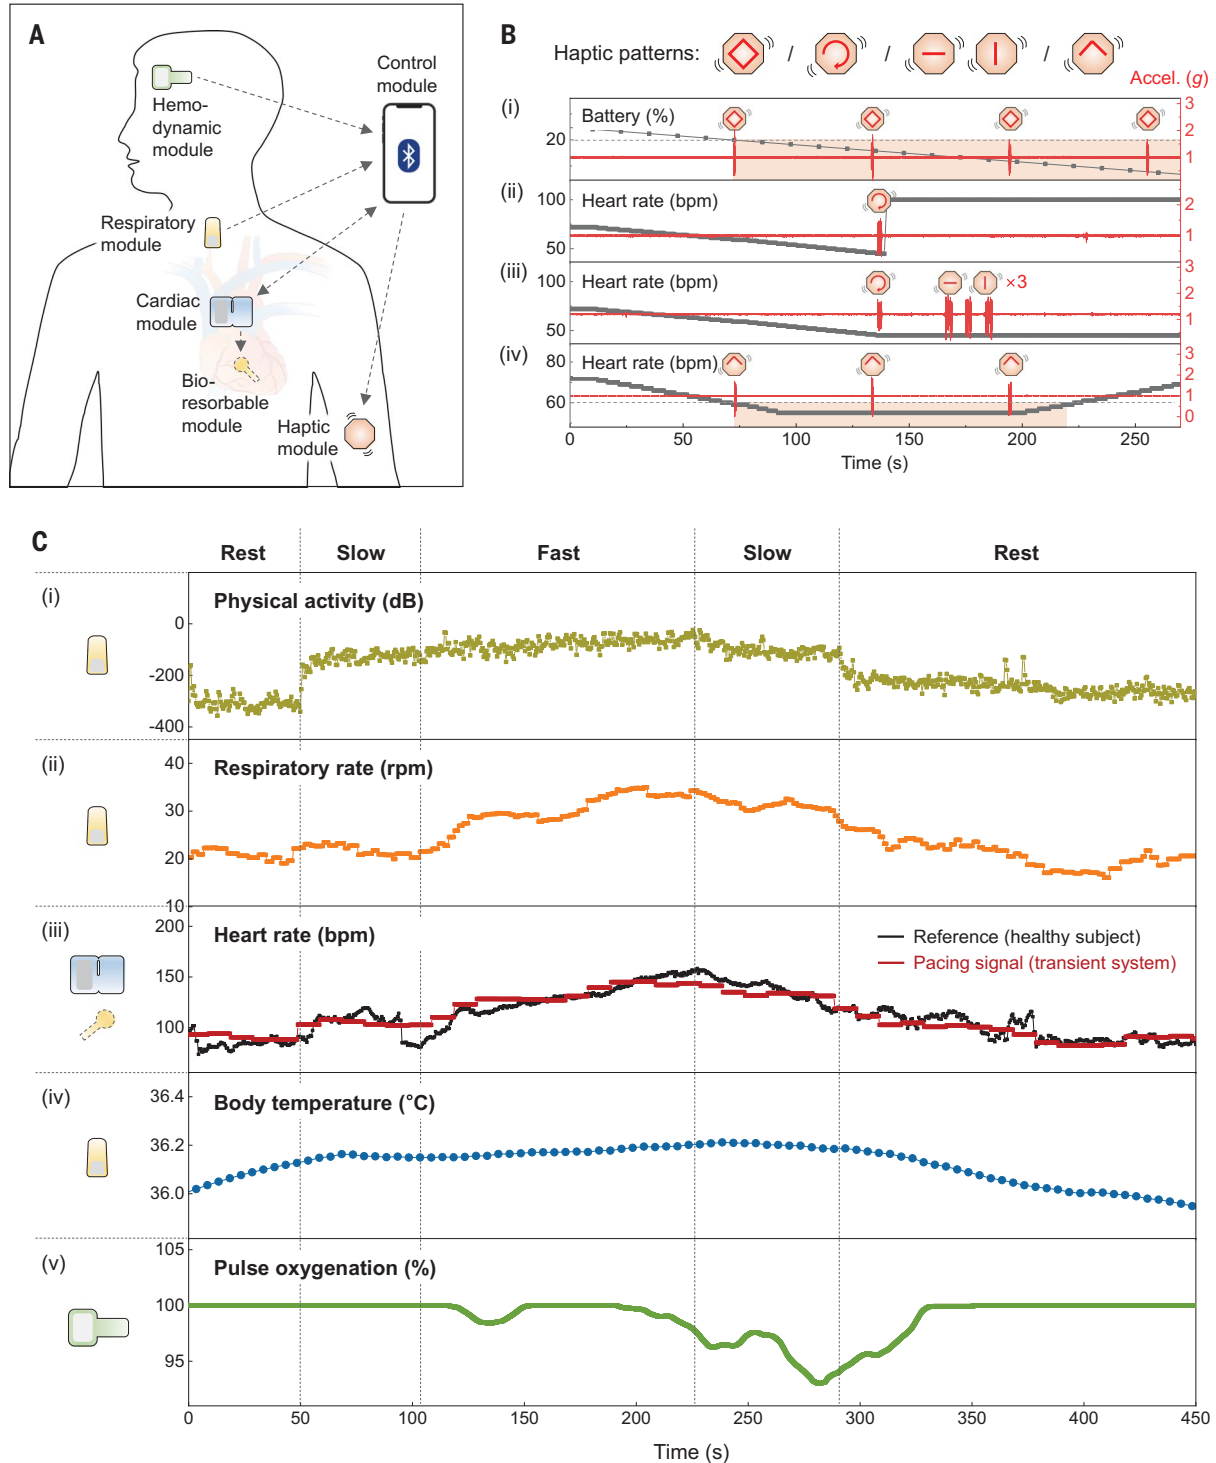 A
Control
module
Hemo-
dynamic
module
Respiratory
module
Cardiac
module
Bio-
resorbable
module
Haptic
module
B
Haptic patterns: / / /
Accel. (g)
(i)
Battery (%)
20
3
2
1
(ii)
Heart rate (bpm)
100
50
2
1
(iii)
Heart rate (bpm)
×3
100
50
3
2
1
(iv)
Heart rate (bpm)
80
60
3
2
1
0
0 50 100 150 200 250
Time (s)
C
Rest Slow Fast Slow Rest
(i)
Physical activity (dB)
0
-200
-400
(ii)
Respiratory rate (rpm)
40
30
20
10
(iii)
Heart rate (bpm)
200
150
100
Reference (healthy subject)
Pacing signal (transient system)
(iv)
Body temperature (°C)
36.4
36.2
36.0
(v)
Pulse oxygenation (%)
105
100
95
0 50 100 150 200 250 300 350 400 450
Time (s)